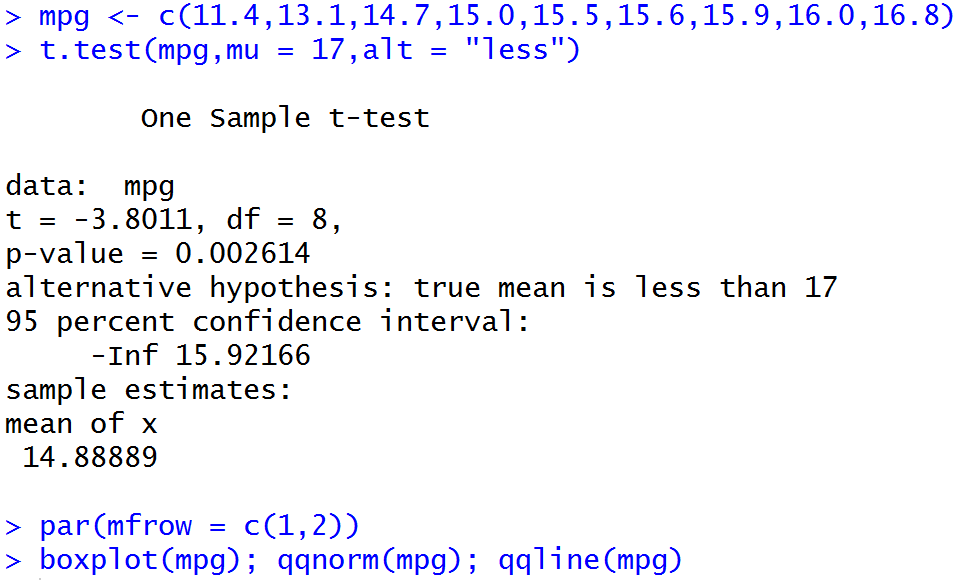 > mpg <- c(11.4,13.1,14.7,15.0,15.5,15.6,15.9,16.0,16.8)
> t.test(mpg,mu = 17,alt = "less")
One Sample t-test
data:  mpg
t = -3.8011, df = 8,
p-value = 0.002614
alternative hypothesis: true mean is less than 17
95 percent confidence interval:
-Inf 15.92166
sample estimates:
mean of x
14.88889
> par(mfrow = c(1,2))
> boxplot(mpg); qqnorm(mpg); qqline(mpg)